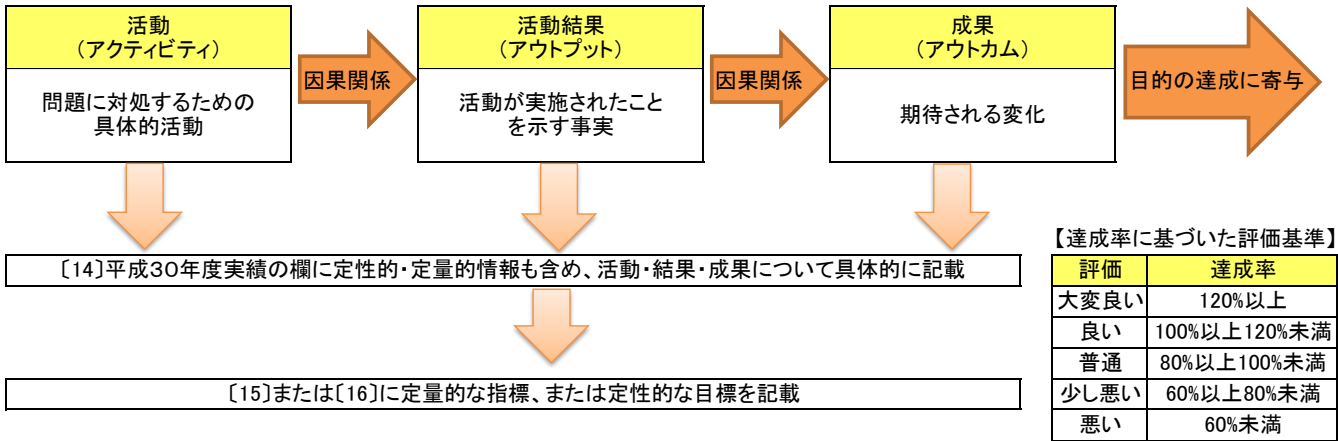 活動
（アクティビティ）
問題に対処するための
具体的活動
因果関係
活動結果
（アウトプット）
活動が実施されたこと
を示す事実
因果関係
成果
（アウトカム）
期待される変化
目的の達成に寄与
〔14〕平成３０年度実績の欄に定性的・定量的情報も含め、活動・結果・成果について具体的に記載
〔15〕または〔16〕に定量的な指標、または定性的な目標を記載
【達成率に基づいた評価基準】
評価 達成率
大変良い 120%以上
良い 100%以上120%未満
普通 80%以上100%未満
少し悪い 60%以上80%未満
悪い 60%未満